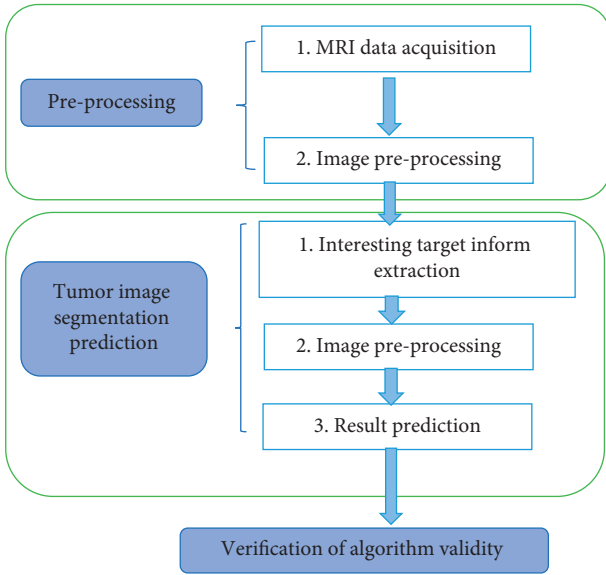 Pre-processing
1. MRI data acquisition
2. Image pre-processing
Tumor image
segmentation
prediction
1. Interesting target inform
extraction
2. Image pre-processing
3. Result prediction
Verification of algorithm validity